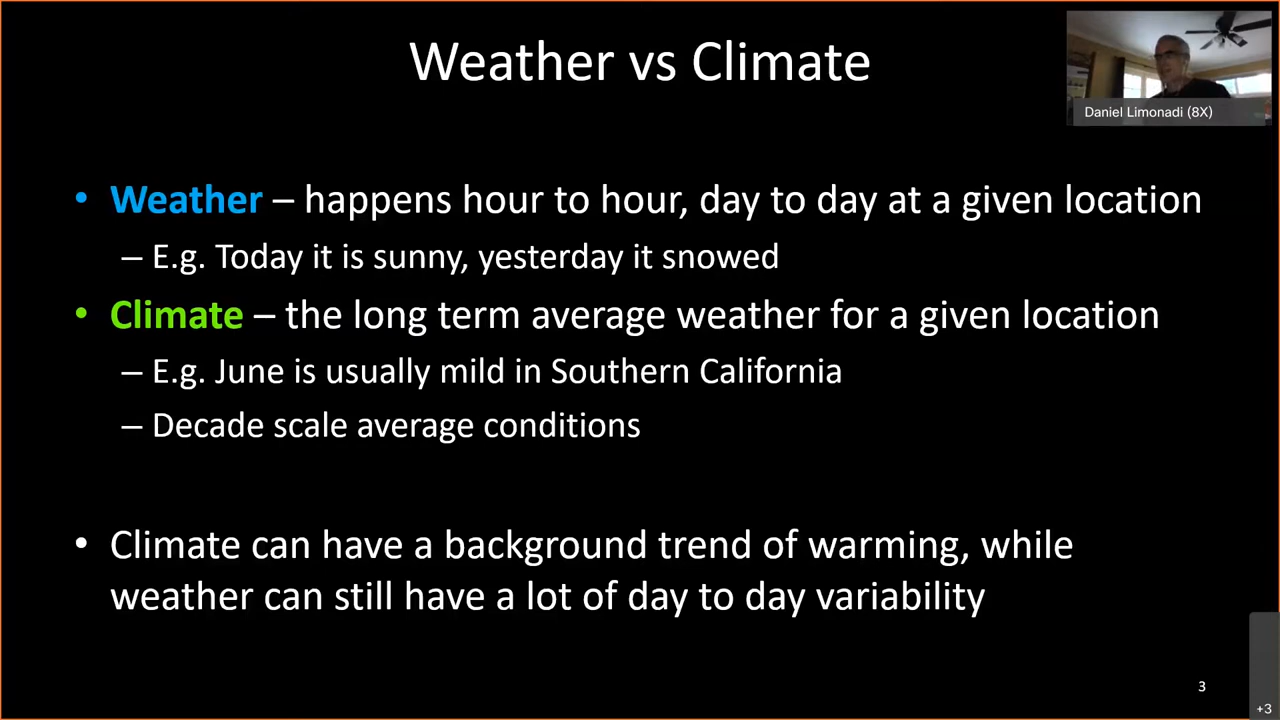 Weather vs Climate
Daniel Limonadi (8X)
• Weather – happens hour to hour, day to day at a given location
– E.g. Today it is sunny, yesterday it snowed
• Climate – the long term average weather for a given location
– E.g. June is usually mild in Southern California
– Decade scale average conditions
• Climate can have a background trend of warming, while
weather can still have a lot of day to day variability
3
+3